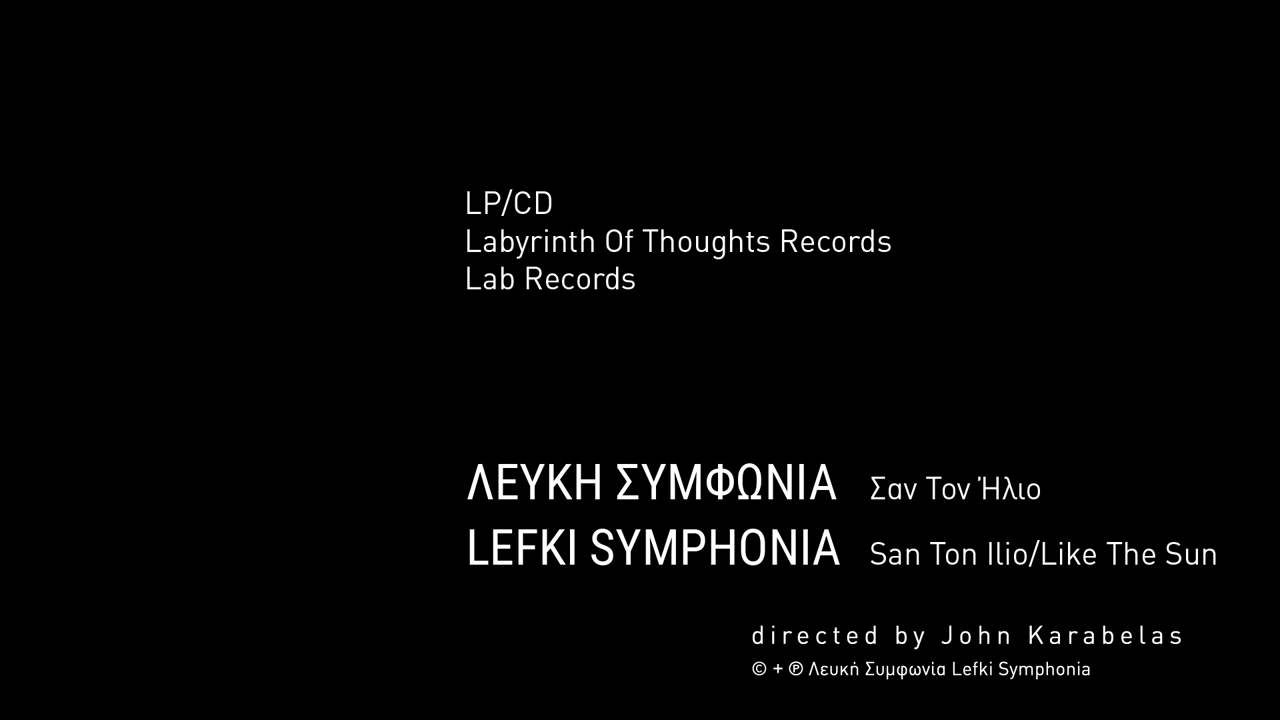 LP/CD
Labyrinth Of Thoughts Records
Lab Records
ΛΕΥΚΗ ΣΥΜΦΩΝΙΑ Σαν Τον Ήλιο
LEFKI SYMPHONIA San Ton Ilio/Like The Sun
directed by John Karabelas
© + ℗ Λευκή Συμφωνία Lefki Symphonia